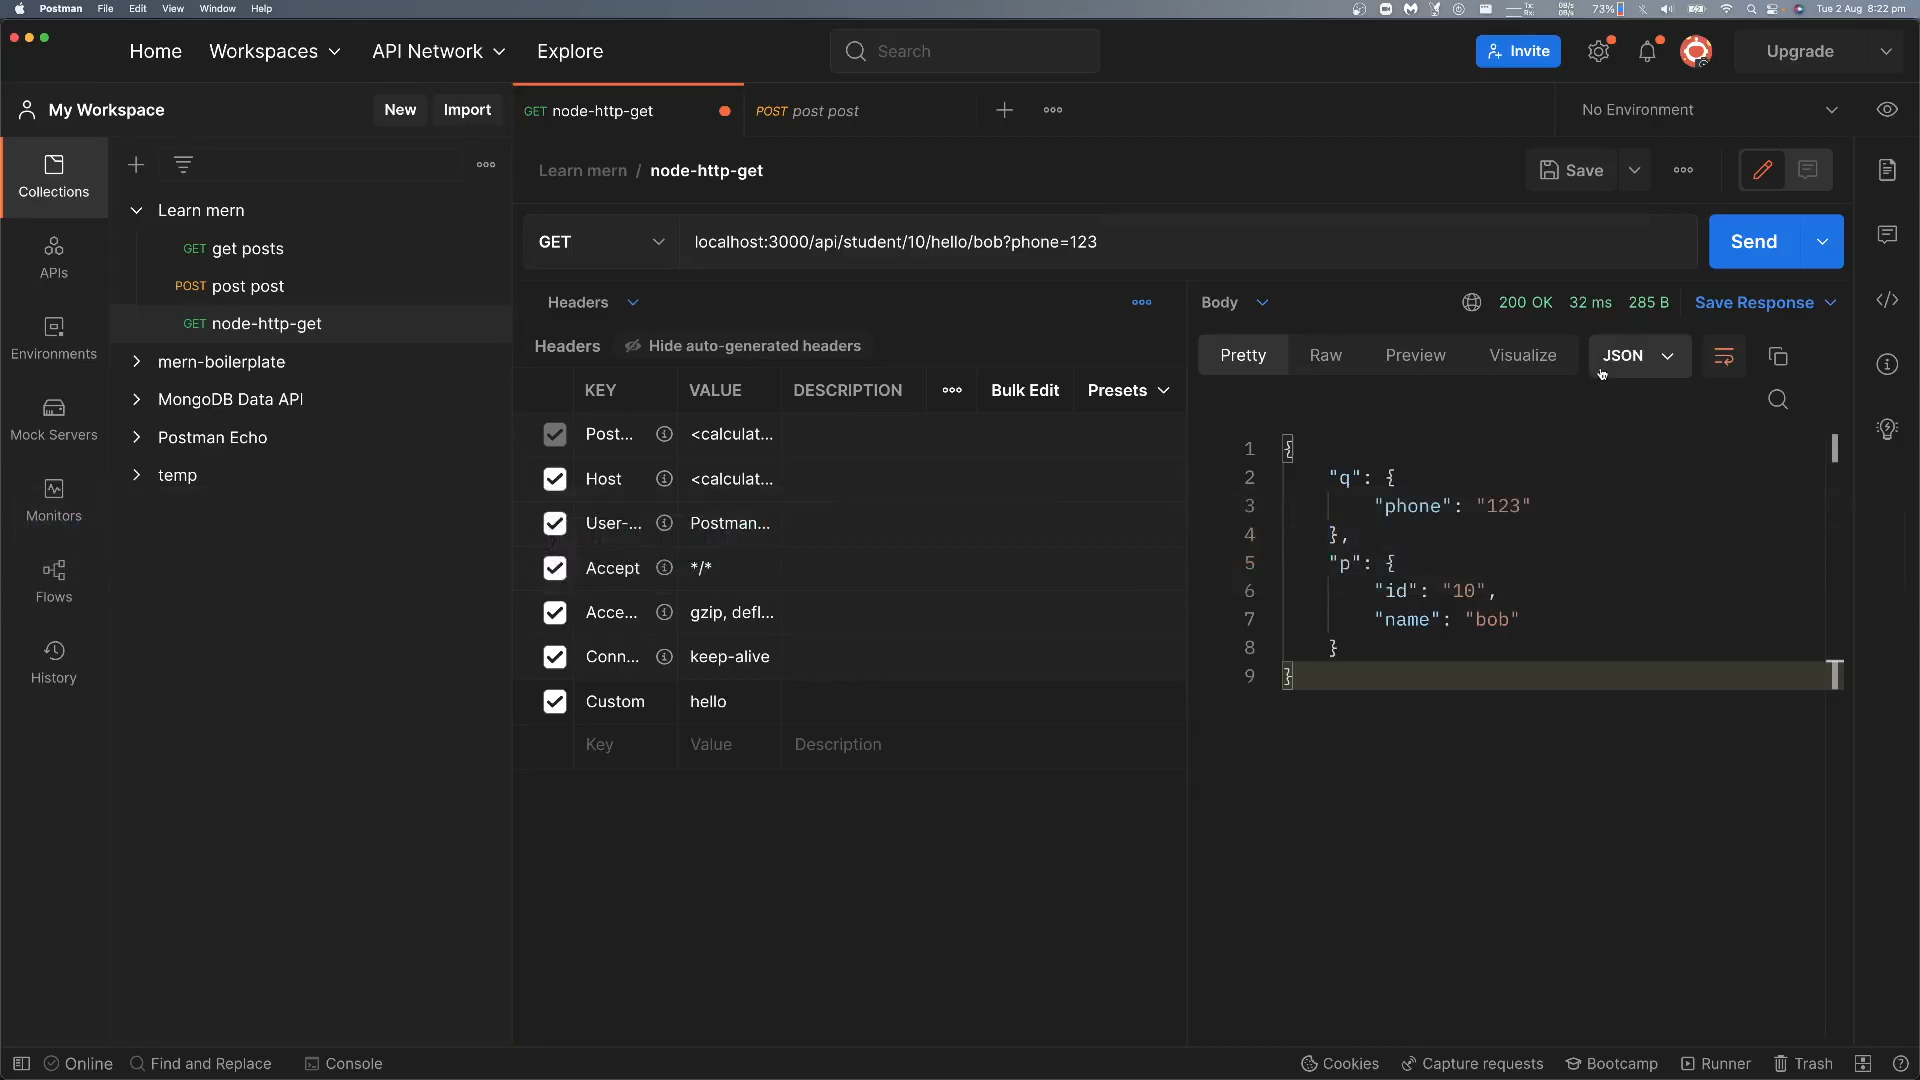 Postman File Edit View Window Help
73% Tue 2 Aug 8:22 pm
Home Workspaces API Network Explore
Search
Invite
Upgrade
My Workspace New Import
GET node-http-get
POST post post
No Environment
Collections
APIs
Environments
Mock Servers
Monitors
Flows
History
Learn mern
GET get posts
POST post post
GET node-http-get
mern-boilerplate
MongoDB Data API
Postman Echo
temp
Learn mern / node-http-get
Save
GET localhost:3000/api/student/10/hello/bob?phone=123
Send
Headers
Headers Hide auto-generated headers
KEY VALUE DESCRIPTION Bulk Edit Presets
Post... <calculat...
Host <calculat...
User-... Postman...
Accept */*
Acce... gzip, defl...
Conn... keep-alive
Custom hello
Key Value Description
Body 200 OK 32 ms 285 B Save Response
Pretty Raw Preview Visualize JSON
1 {
2 "q": {
3 "phone": "123"
4 },
5 "p": {
6 "id": "10",
7 "name": "bob"
8 }
9 }
Online Find and Replace Console
Cookies Capture requests Bootcamp Runner Trash